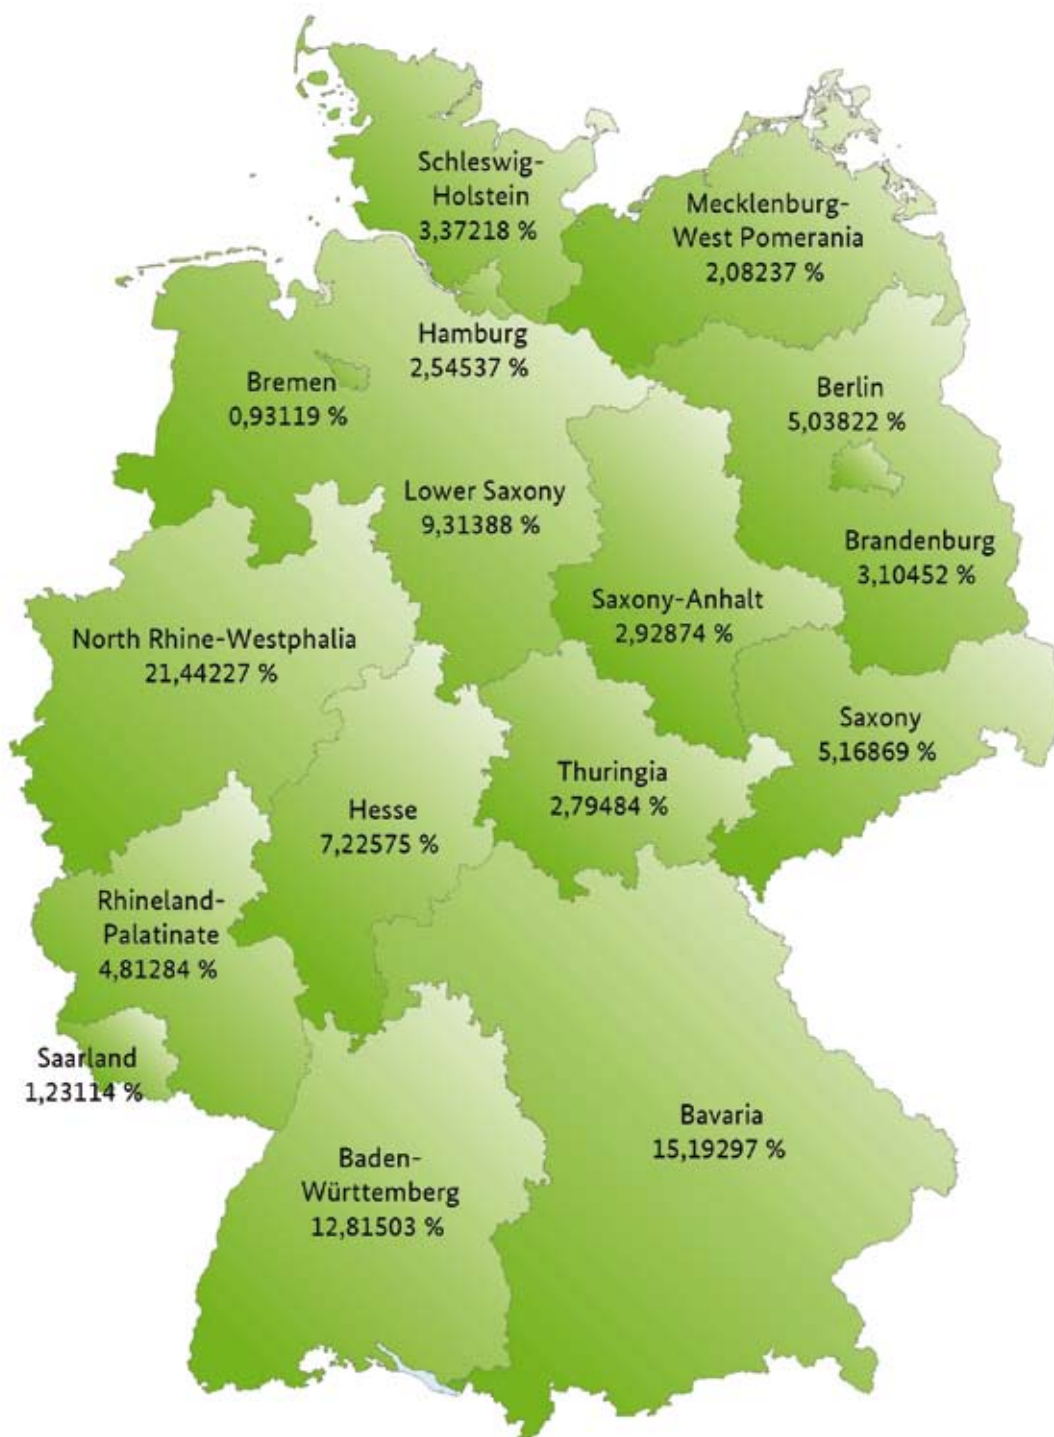 Schleswig-
Holstein
3,37218 %
Mecklenburg-
West Pomerania
2,08237 %
Hamburg
2,54537 %
Bremen
0,93119 %
Berlin
5,03822 %
Lower Saxony
9,31388 %
Brandenburg
3,10452 %
Saxony-Anhalt
2,92874 %
North Rhine-Westphalia
21,44227 %
Saxony
5,16869 %
Thuringia
2,79484 %
Hesse
7,22575 %
Rhineland-
Palatinate
4,81284 %
Saarland
1,23114 %
Bavaria
15,19297 %
Baden-
Württemberg
12,81503 %